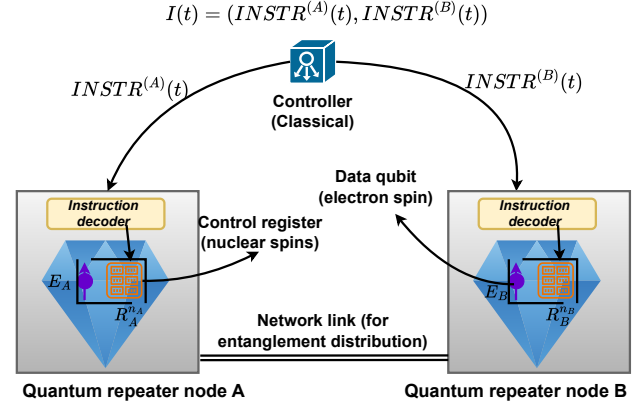 I(t) = (INSTR^{(A)}(t), INSTR^{(B)}(t))
INSTR^{(A)}(t)
INSTR^{(B)}(t)
Controller
(Classical)
Data qubit
(electron spin)
Instruction
decoder
Instruction
decoder
Control register
(nuclear spins)
E_A
R_A^{n_A}
E_B
R_B^{n_B}
Network link (for
entanglement distribution)
Quantum repeater node A
Quantum repeater node B